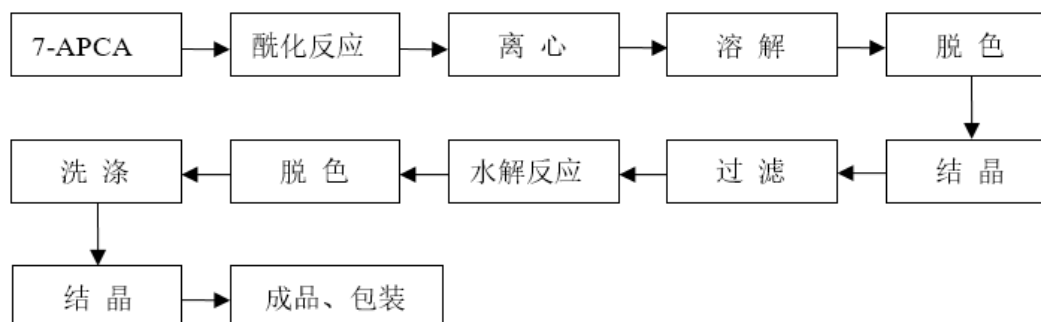 7-APCA
酰化反应
离 心
溶 解
脱 色
结 晶
过 滤
水解反应
脱 色
洗 涤
结 晶
成品、包装